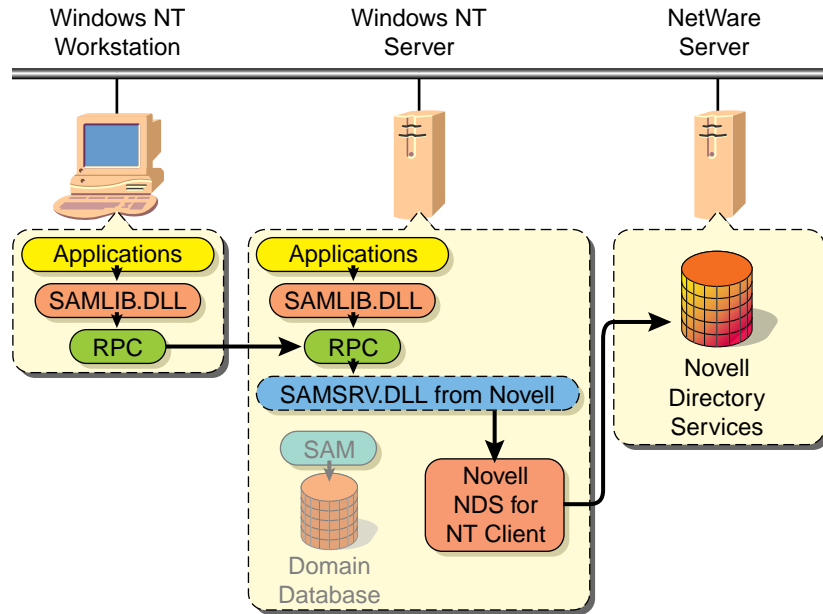 Windows NT
Workstation
Windows NT
Server
NetWare
Server
Applications
SAMLIB.DLL
RPC
Applications
SAMLIB.DLL
RPC
SAMSRV.DLL from Novell
SAM
Domain
Database
Novell
NDS for
NT Client
Novell
Directory
Services